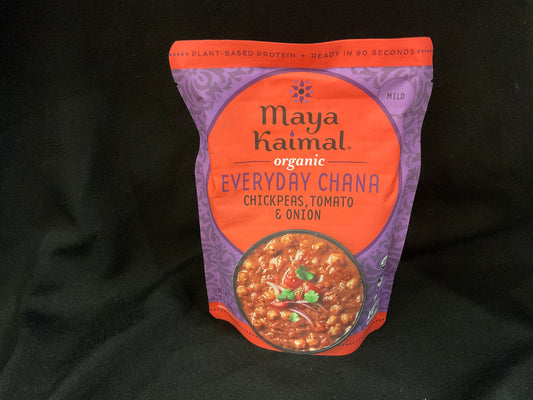 PLANT-BASED PROTEIN • READY IN 90 SECONDS
MILD
Maya
Kaimal®
organic
EVERYDAY CHANA
CHICKPEAS, TOMATO
& ONION